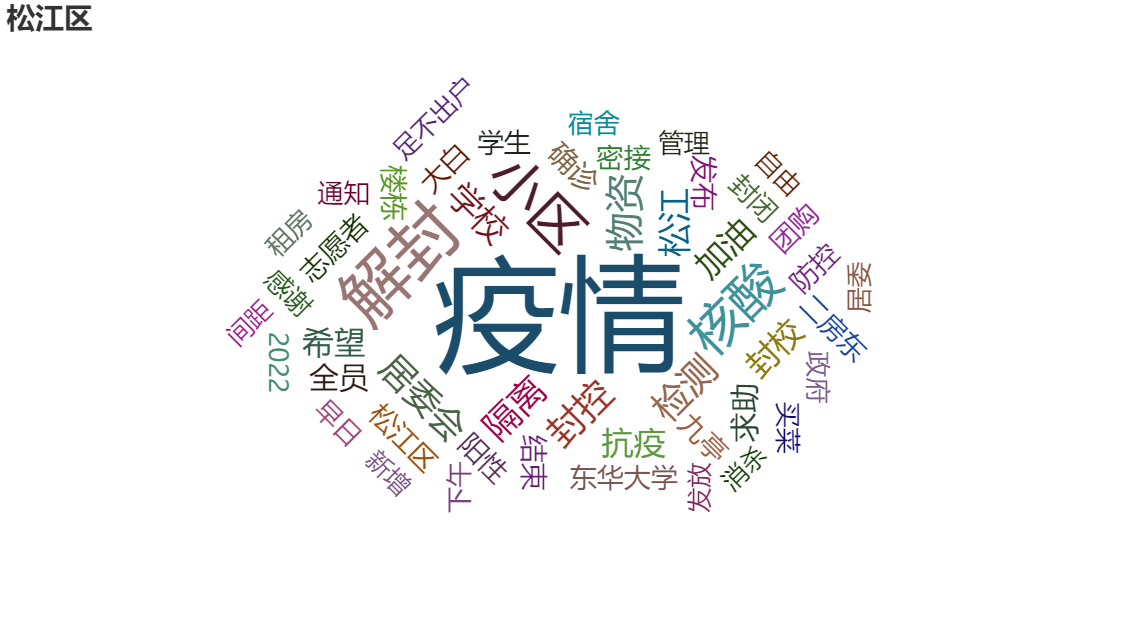 松江区
足不出户
宿舍
学生
管理
大白
确诊
密接
自由
楼栋
通知
小区
发布
封闭
学校
物资
团购
租房
志愿者
解封
松江
加油
防控
感谢
居委
疫情
核酸
间距
二房东
2022
希望
封校
全员
政府
居委会
检测
隔离
封控
求助
早日
松江区
抗疫
九亭
买菜
新增
阳性
结束
消杀
下午
东华大学
发放